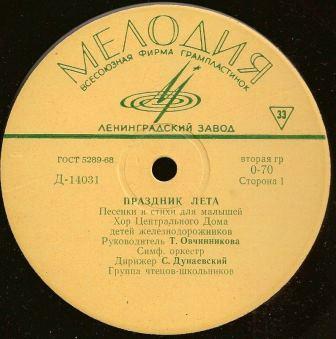 МЕЛОДИЯ
ВСЕСОЮЗНАЯ ФИРМА ГРАМПЛАСТИНОК
33
ЛЕНИНГРАДСКИЙ ЗАВОД
ГОСТ 5289-68
вторая гр
Д-14031
0-70
Сторона 1
ПРАЗДНИК ЛЕТА
Песенки и стихи для малышей
Хор Центрального Дома
детей железнодорожников
Руководитель Т. Овчинникова
Симф. оркестр
Дирижер С. Дунаевский
Группа чтецов-школьников